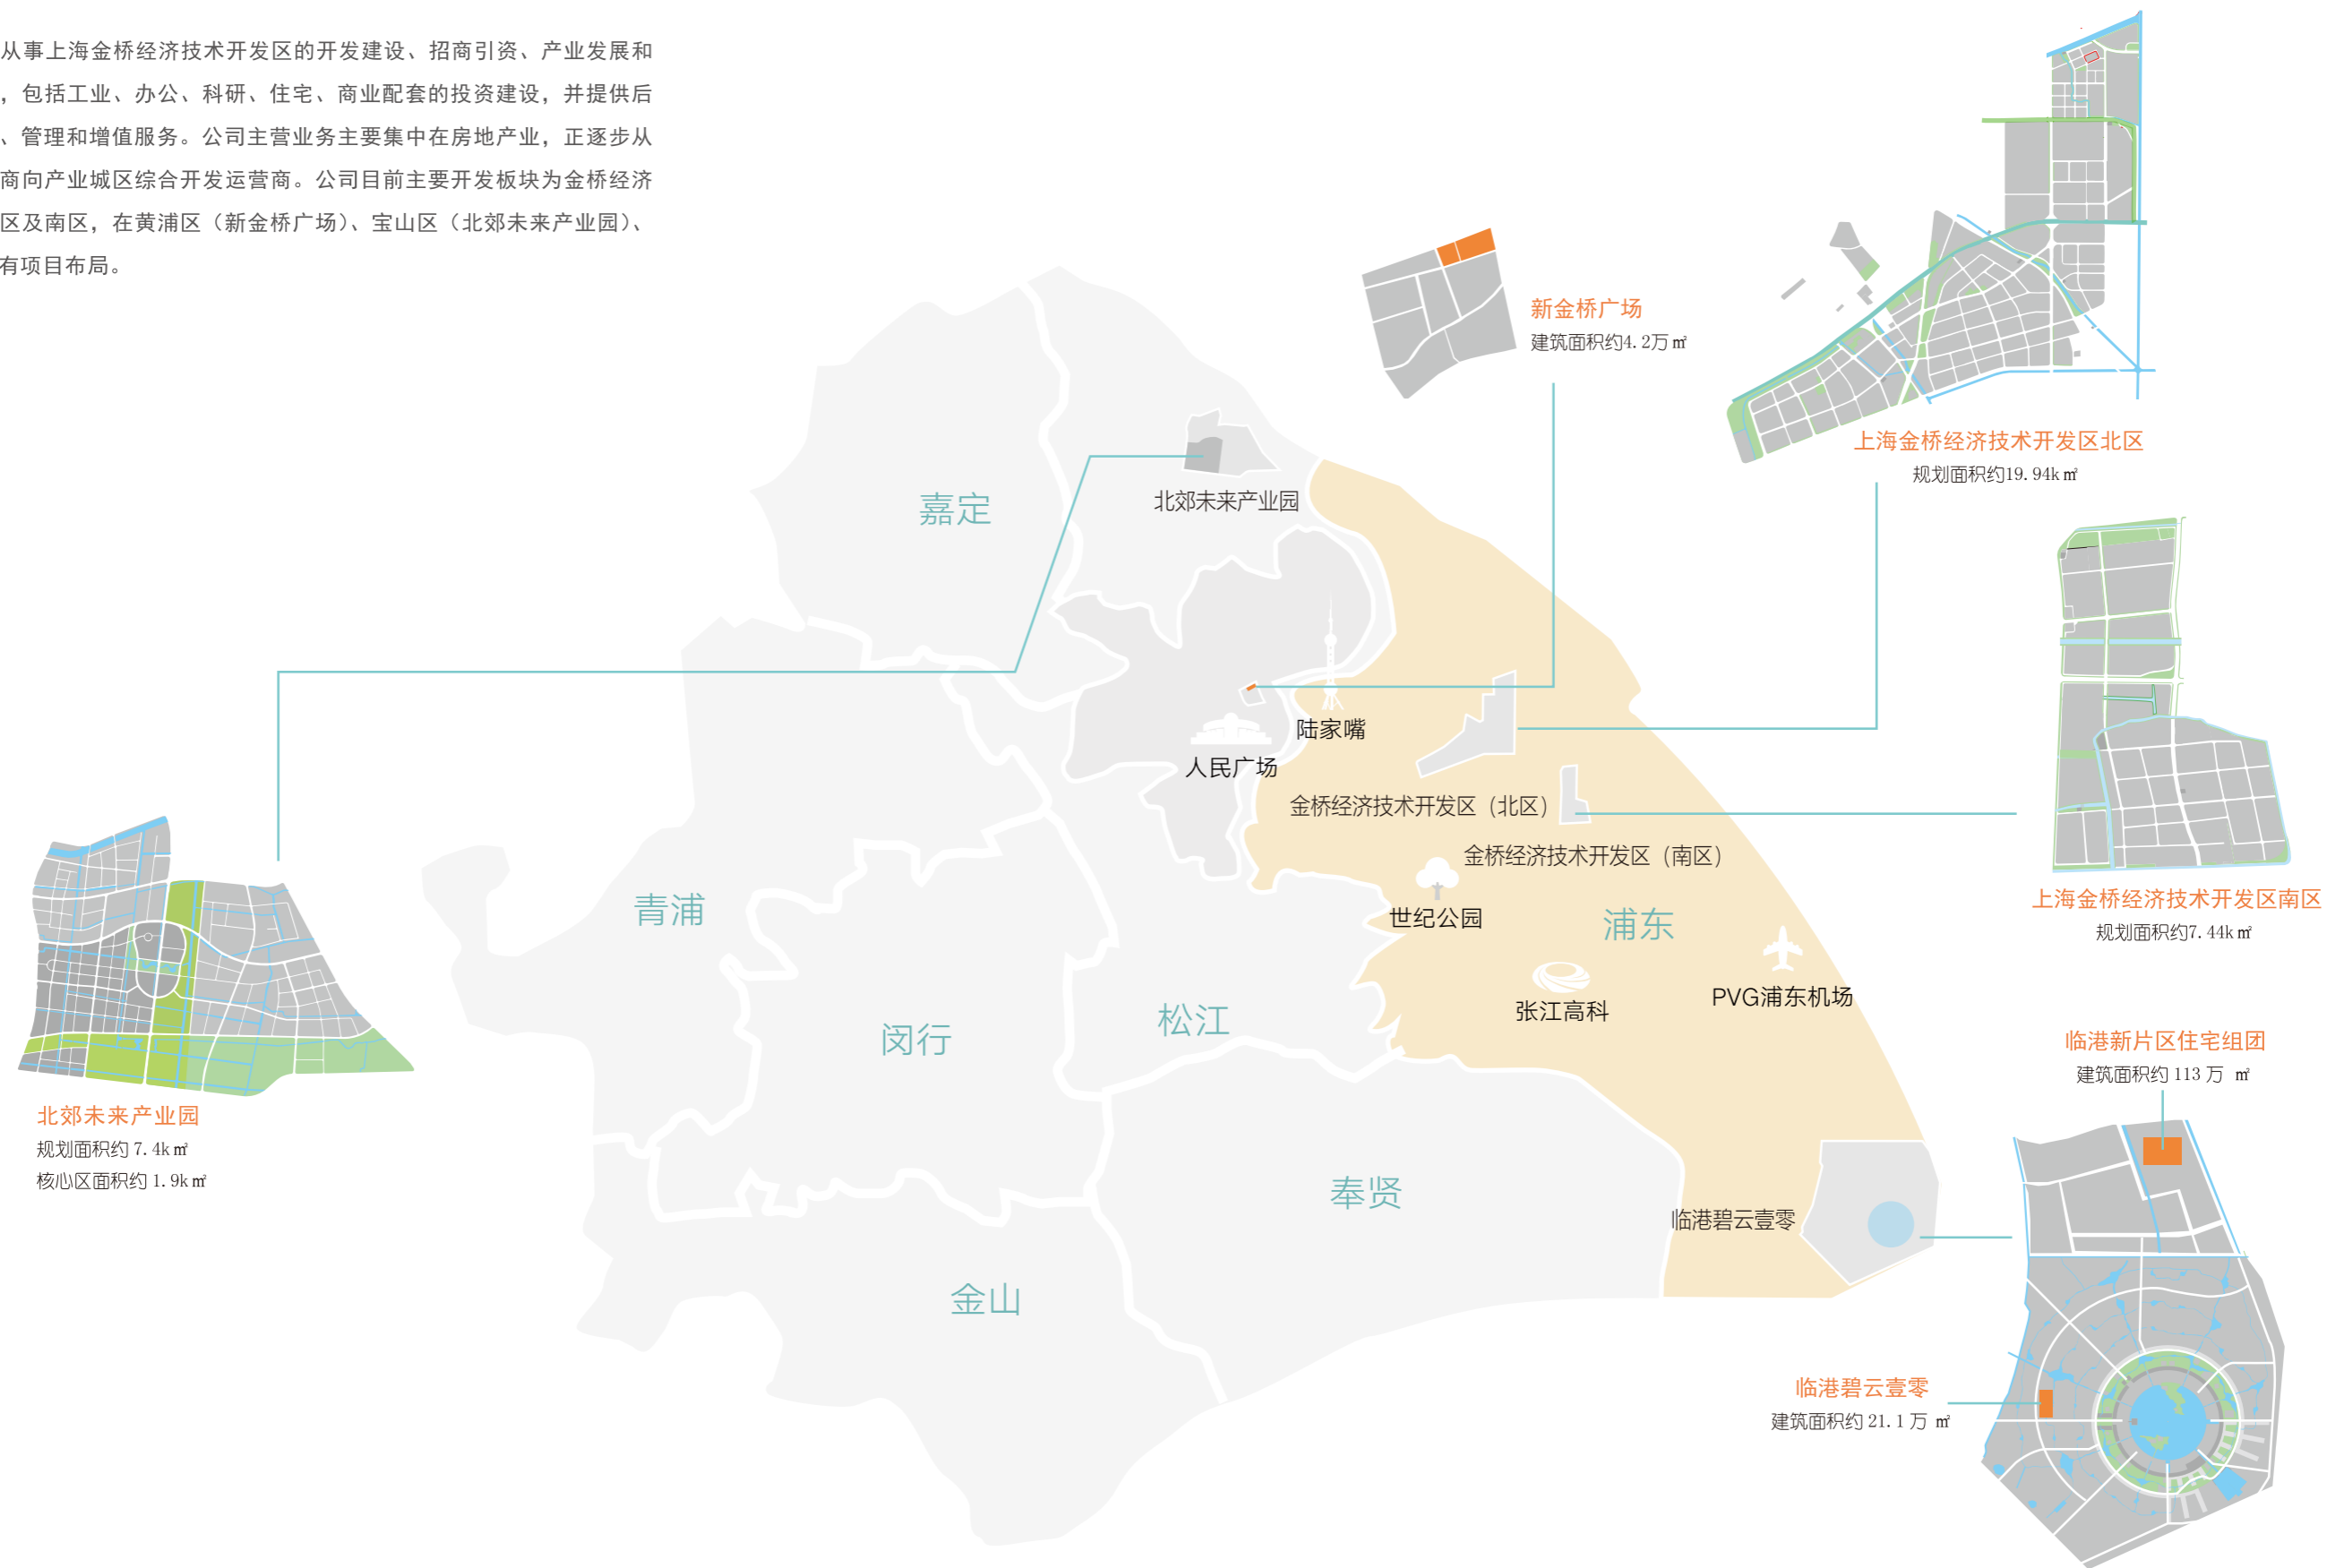 从事上海金桥经济技术开发区的开发建设、招商引资、产业发展和
，包括工业、办公、科研、住宅、商业配套的投资建设，并提供后
、管理和增值服务。公司主营业务主要集中在房地产业，正逐步从
商向产业城区综合开发运营商。公司目前主要开发板块为金桥经济
区及南区，在黄浦区（新金桥广场）、宝山区（北郊未来产业园）、
有项目布局。
新金桥广场
建筑面积约4.2万㎡
上海金桥经济技术开发区北区
规划面积约19.94k㎡
嘉定
北郊未来产业园
陆家嘴
人民广场
金桥经济技术开发区（北区）
金桥经济技术开发区（南区）
上海金桥经济技术开发区南区
规划面积约7.44k㎡
青浦
世纪公园
浦东
张江高科
PVG浦东机场
闵行
松江
临港新片区住宅组团
建筑面积约 113 万 ㎡
北郊未来产业园
规划面积约 7.4k㎡
核心区面积约 1.9k㎡
奉贤
临港碧云壹零
金山
临港碧云壹零
建筑面积约 21.1 万 ㎡